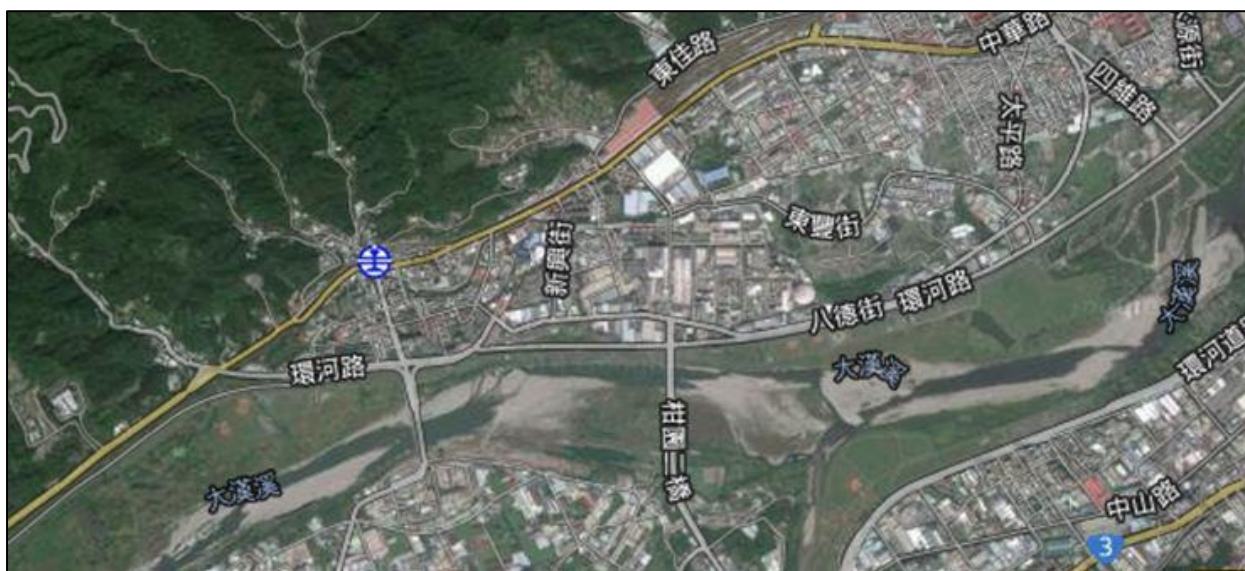 東佳路
中華路
源街
四維路
太平路
新興街
八德街 環河路
大漢溪
大漢溪
環河道路
環河路
柑園二橋
大漢溪
中山路
3